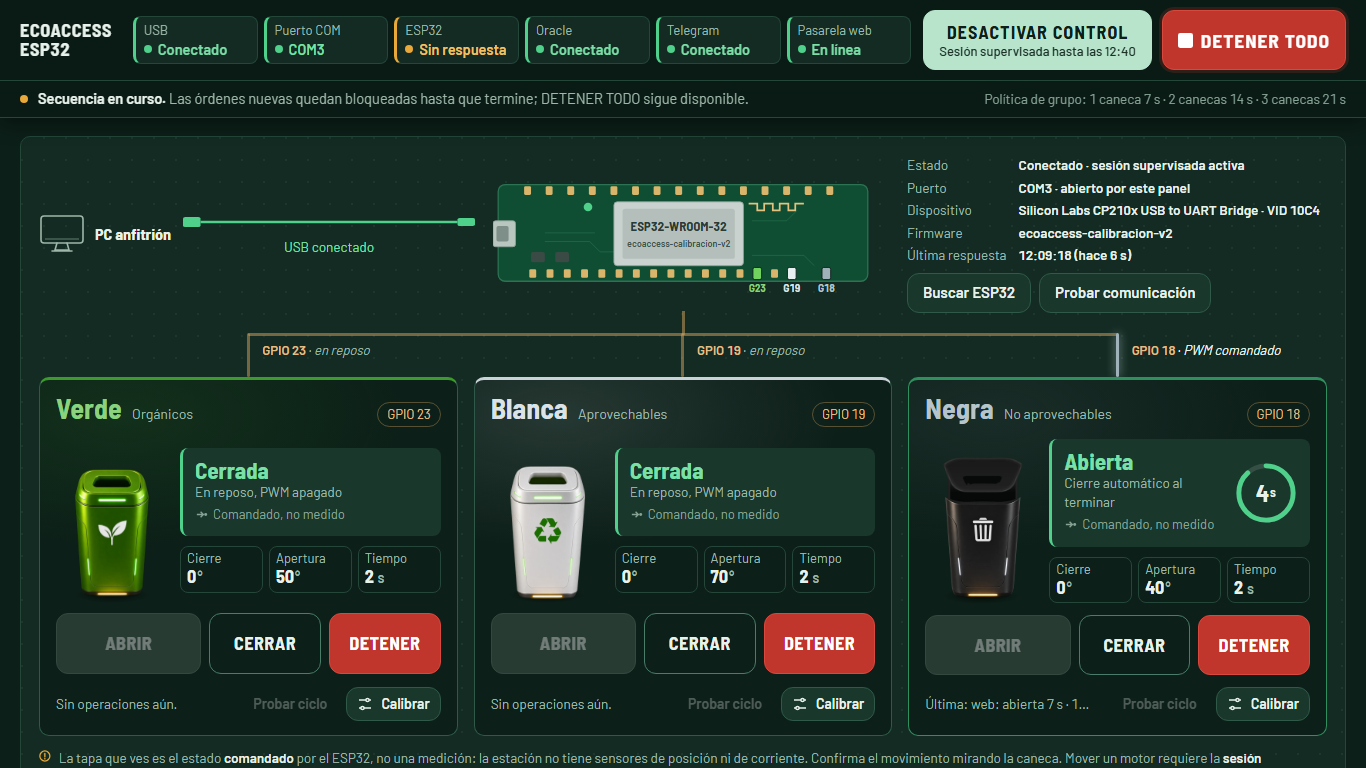 ECOACCESS
ESP32
USB
Conectado
Puerto COM
COM3
ESP32
Sin respuesta
Oracle
Conectado
Telegram
Conectado
Pasarela web
En línea
DESACTIVAR CONTROL
Sesión supervisada hasta las 12:40
DETENER TODO
Secuencia en curso. Las órdenes nuevas quedan bloqueadas hasta que termine; DETENER TODO sigue disponible.
Política de grupo: 1 caneca 7 s · 2 canecas 14 s · 3 canecas 21 s
PC anfitrión
USB conectado
ESP32-WROOM-32
ecoaccess-calibracion-v2
G23 G19 G18
Estado Conectado · sesión supervisada activa
Puerto COM3 · abierto por este panel
Dispositivo Silicon Labs CP210x USB to UART Bridge · VID 10C4
Firmware ecoaccess-calibracion-v2
Última respuesta 12:09:18 (hace 6 s)
Buscar ESP32
Probar comunicación
GPIO 23 · en reposo
GPIO 19 · en reposo
GPIO 18 · PWM comandado
Verde Orgánicos
GPIO 23
Cerrada
En reposo, PWM apagado
Comandado, no medido
Cierre
0°
Apertura
50°
Tiempo
2 s
ABRIR
CERRAR
DETENER
Sin operaciones aún.
Probar ciclo
Calibrar
Blanca Aprovechables
GPIO 19
Cerrada
En reposo, PWM apagado
Comandado, no medido
Cierre
0°
Apertura
70°
Tiempo
2 s
ABRIR
CERRAR
DETENER
Sin operaciones aún.
Probar ciclo
Calibrar
Negra No aprovechables
GPIO 18
Abierta
Cierre automático al
terminar
Comandado, no medido
4s
Cierre
0°
Apertura
40°
Tiempo
2 s
ABRIR
CERRAR
DETENER
Última: web: abierta 7 s · 1...
Probar ciclo
Calibrar
La tapa que ves es el estado comandado por el ESP32, no una medición: la estación no tiene sensores de posición ni de corriente. Confirma el movimiento mirando la caneca. Mover un motor requiere la sesión